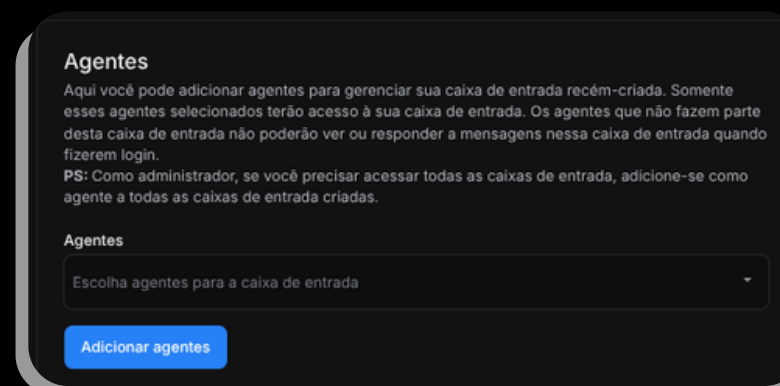 Agentes
Aqui você pode adicionar agentes para gerenciar sua caixa de entrada recém-criada. Somente
esses agentes selecionados terão acesso à sua caixa de entrada. Os agentes que não fazem parte
desta caixa de entrada não poderão ver ou responder a mensagens nessa caixa de entrada quando
fizerem login.
PS: Como administrador, se você precisar acessar todas as caixas de entrada, adicione-se como
agente a todas as caixas de entrada criadas.
Agentes
Escolha agentes para a caixa de entrada
Adicionar agentes